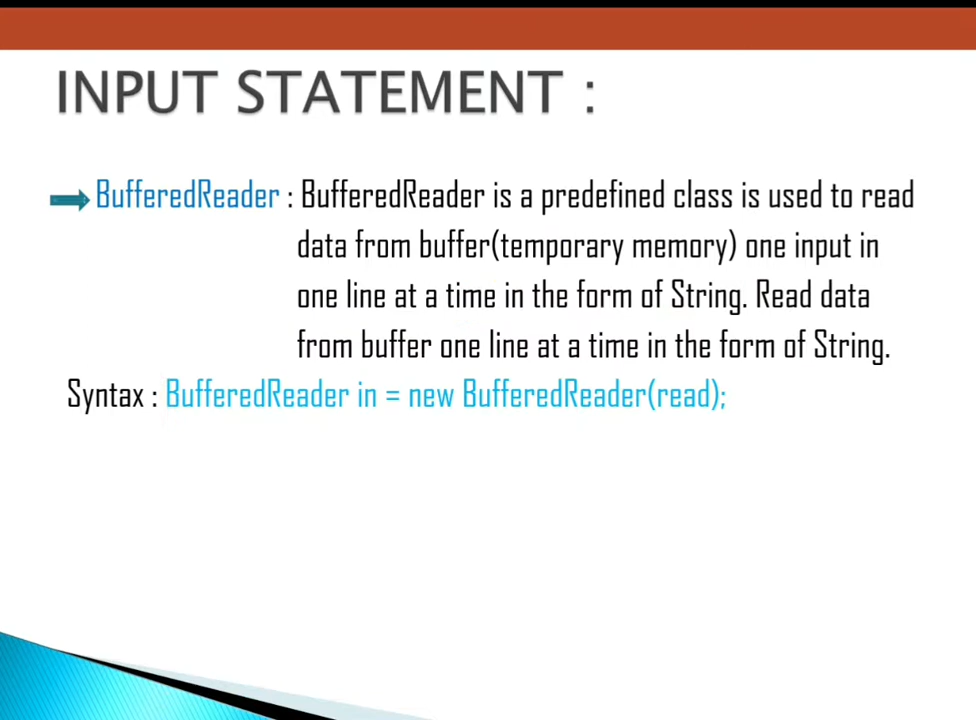 INPUT STATEMENT :
BufferedReader : BufferedReader is a predefined class is used to read
data from buffer(temporary memory) one input in
one line at a time in the form of String. Read data
from buffer one line at a time in the form of String.
Syntax : BufferedReader in = new BufferedReader(read);